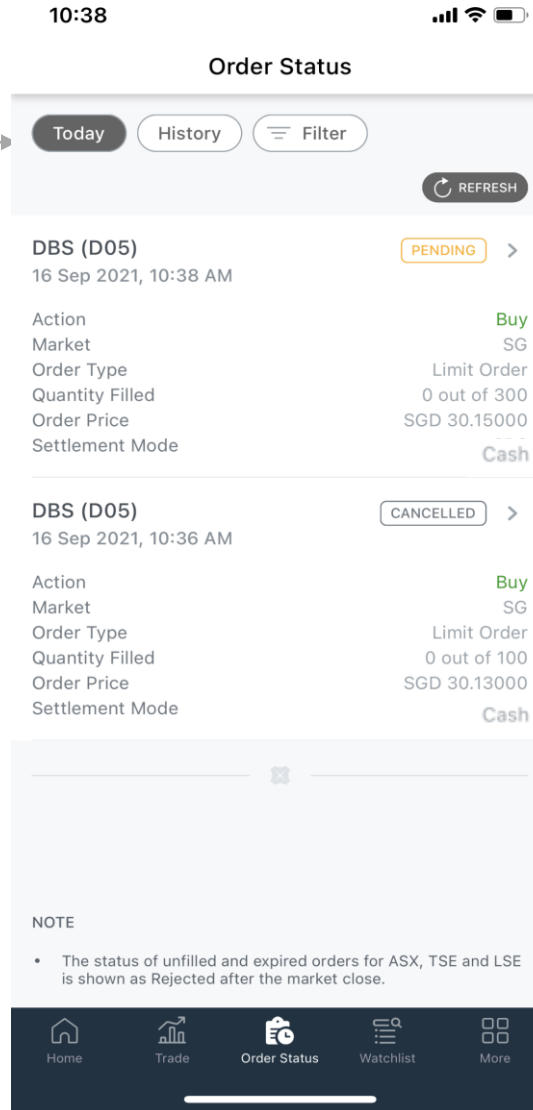 10:38
Order Status
Today History Filter
REFRESH
DBS (D05) PENDING
16 Sep 2021, 10:38 AM
Action Buy
Market SG
Order Type Limit Order
Quantity Filled 0 out of 300
Order Price SGD 30.15000
Settlement Mode Cash
DBS (D05) CANCELLED
16 Sep 2021, 10:36 AM
Action Buy
Market SG
Order Type Limit Order
Quantity Filled 0 out of 100
Order Price SGD 30.13000
Settlement Mode Cash
NOTE
• The status of unfilled and expired orders for ASX, TSE and LSE
is shown as Rejected after the market close.
Home Trade Order Status Watchlist More